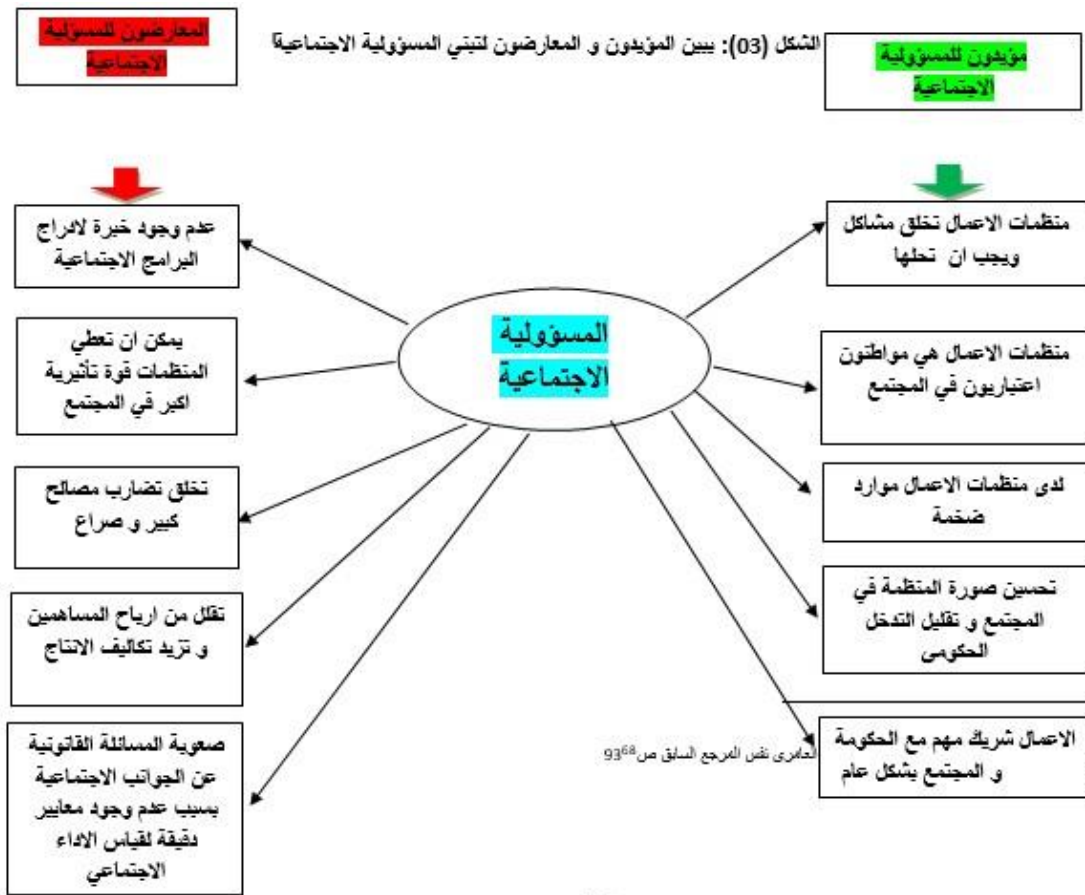 الشكل (03): يبين المؤيدون و المعارضون لتبني المسؤولية الاجتماعية
مؤيدون للمسؤولية
الاجتماعية
منظمات الاعمال تخلق مشاكل
ويجب ان تحلها
منظمات الاعمال هي مواطنون
اعتباريون في المجتمع
لدى منظمات الاعمال موارد
ضخمة
تحسين صورة المنظمة في
المجتمع و تقليل التدخل
الحكومى
الاعمال شريك مهم مع الحكومة
و المجتمع بشكل عام
المسؤولية
الاجتماعية
المعارضون للمسؤلية
الاجتماعية
عدم وجود خبرة لادراج
البرامج الاجتماعية
يمكن ان تعطي
المنظمات قوة تأثيرية
اكبر في المجتمع
تخلق تضارب مصالح
كبير و صراع
تقلل من ارباح المساهمين
و تزيد تكاليف الانتاج
صعوبة المسائلة القانونية
عن الجوانب الاجتماعية
بسبب عدم وجود معايير
دقيقة لقياس الاداء
الاجتماعي
العامرى نفس المرجع السابق ص93⁶⁸